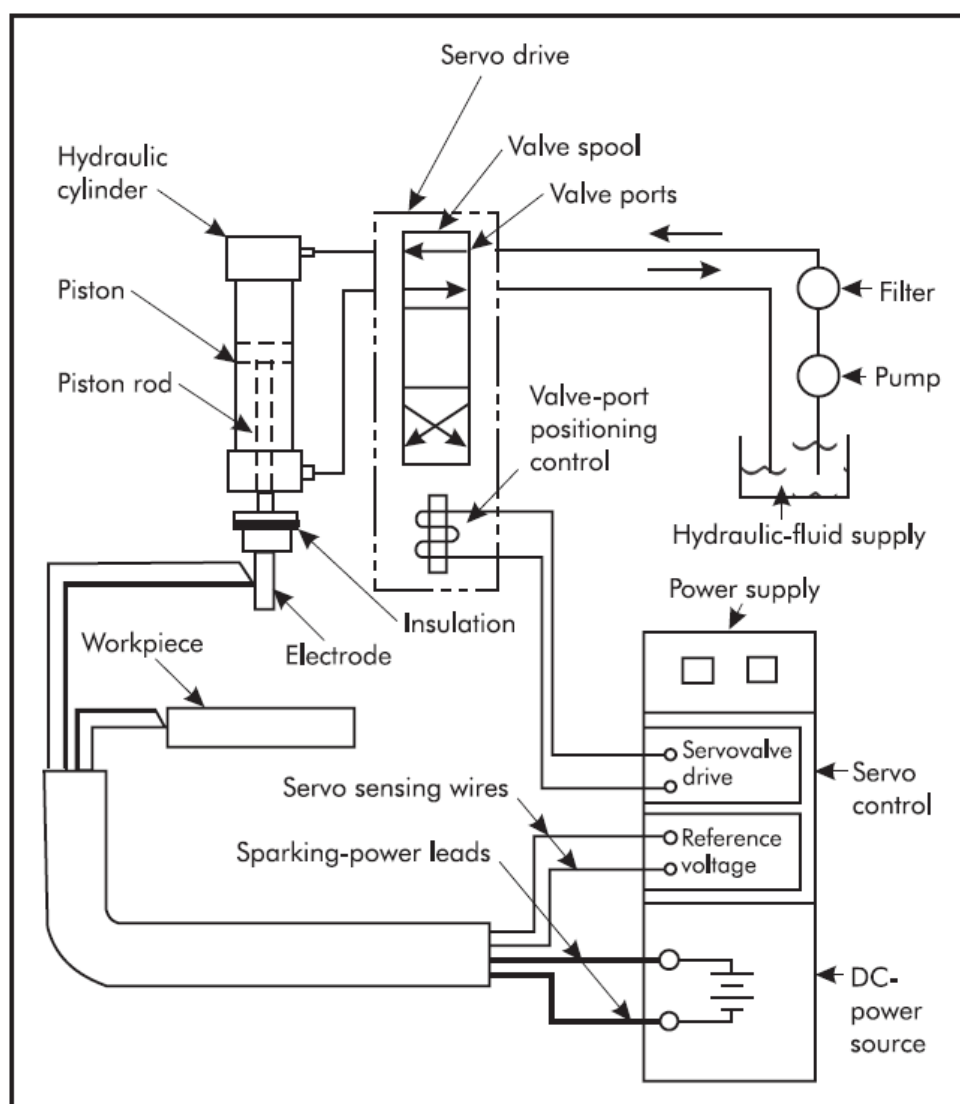 Servo drive
Valve spool
Hydraulic
cylinder
Valve ports
Piston
Filter
Piston rod
Pump
Valve-port
positioning
control
Hydraulic-fluid supply
Power supply
Insulation
Electrode
Workpiece
Servovalve
drive
Servo
control
Servo sensing wires
Reference
voltage
Sparking-power leads
DC-
power
source